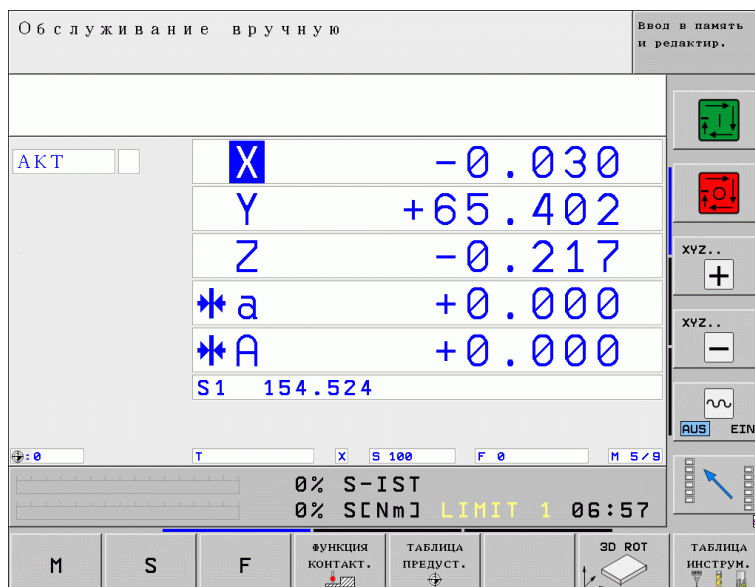 Обслуживание вручную
Ввод в память
и редактир.
АКТ
X -0.030
Y +65.402
Z -0.217
a +0.000
A +0.000
S1 154.524
XYZ..
+
XYZ..
−
AUS EIN
:0 T X S 100 F 0 M 5/9
0% S-IST
0% S[Nm] LIMIT 1 06:57
M
S
F
ФУНКЦИЯ
КОНТАКТ.
ТАБЛИЦА
ПРЕДУСТ.
3D ROT
ТАБЛИЦА
ИНСТРУМ.